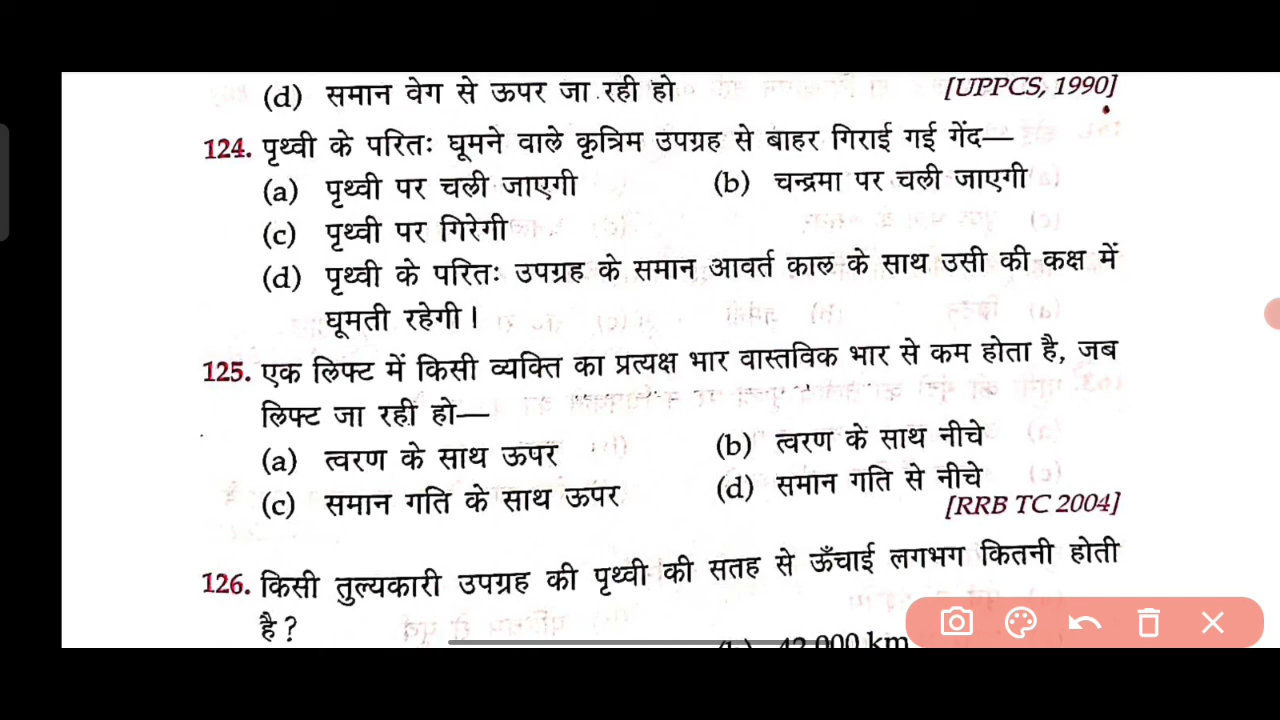 (d) समान वेग से ऊपर जा रही हो [UPPCS, 1990]
124. पृथ्वी के परितः घूमने वाले कृत्रिम उपग्रह से बाहर गिराई गई गेंद—
(a) पृथ्वी पर चली जाएगी (b) चन्द्रमा पर चली जाएगी
(c) पृथ्वी पर गिरेगी
(d) पृथ्वी के परितः उपग्रह के समान आवर्त काल के साथ उसी की कक्ष में
घूमती रहेगी।
125. एक लिफ्ट में किसी व्यक्ति का प्रत्यक्ष भार वास्तविक भार से कम होता है, जब
लिफ्ट जा रही हो—
(a) त्वरण के साथ ऊपर (b) त्वरण के साथ नीचे
(c) समान गति के साथ ऊपर (d) समान गति से नीचे
[RRB TC 2004]
126. किसी तुल्यकारी उपग्रह की पृथ्वी की सतह से ऊँचाई लगभग कितनी होती
है?
(b) 42,000 km